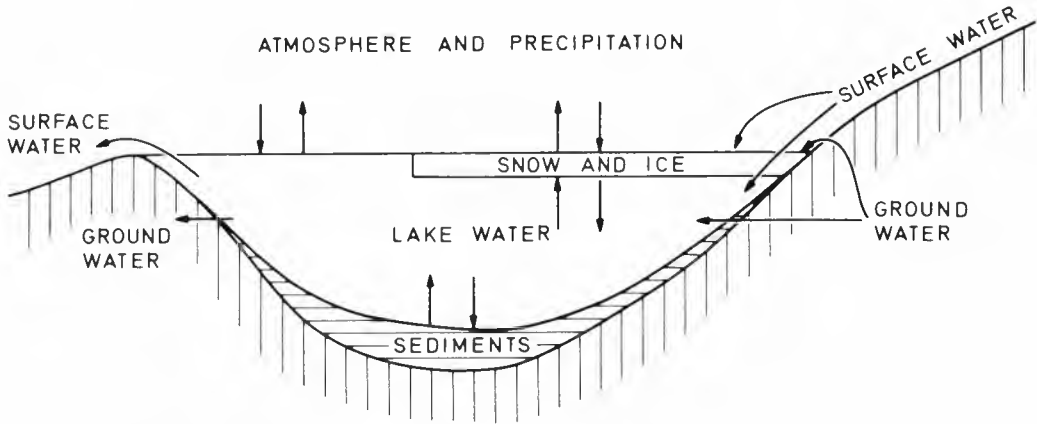 ATMOSPHERE AND PRECIPITATION
SURFACE WATER
SURFACE
WATER
SNOW AND ICE
GROUND
WATER
LAKE WATER
GROUND
WATER
SEDIMENTS